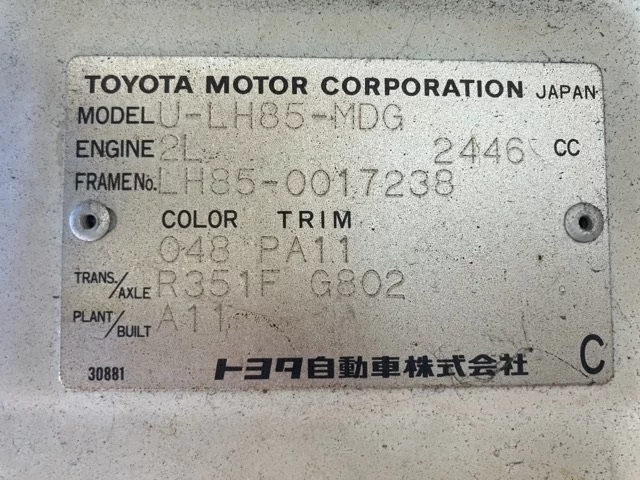 TOYOTA MOTOR CORPORATION JAPAN
MODEL U-LH85-MDG
ENGINE 2L 2446 CC
FRAME No. LH85-0017238
COLOR TRIM
048 PA11
TRANS./AXLE R351F G802
PLANT/BUILT A11
30881 トヨタ自動車株式会社 C